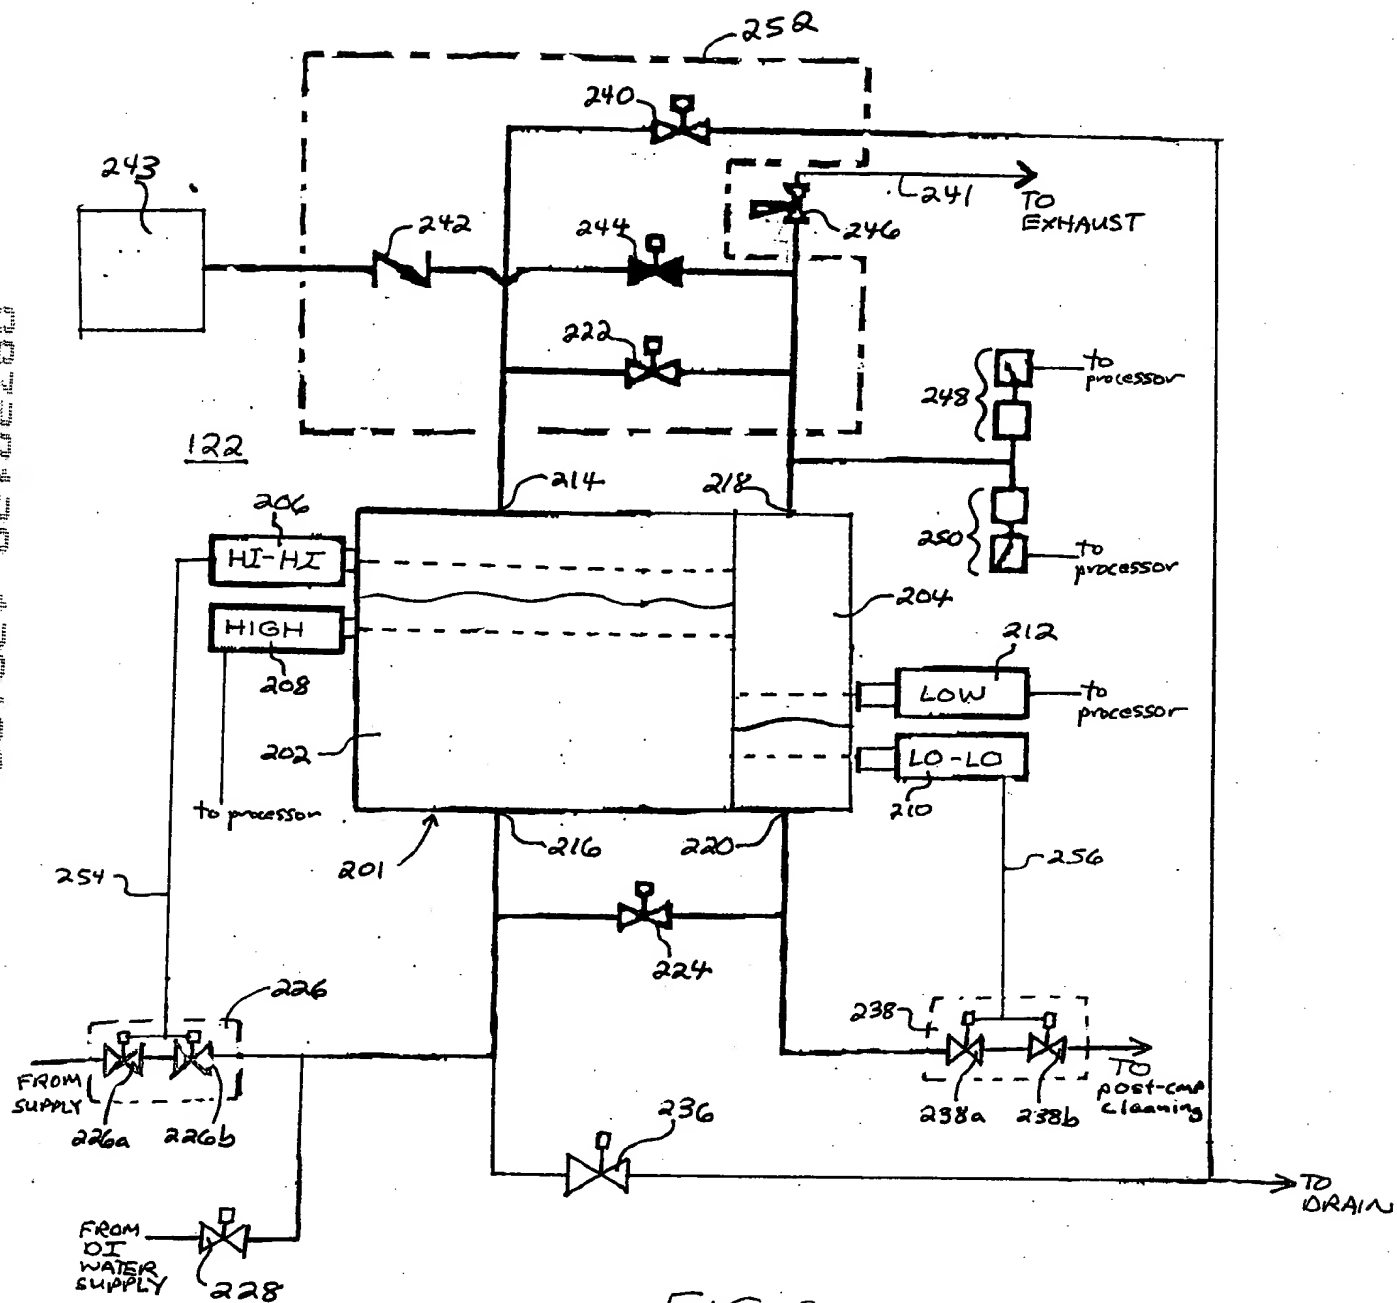 252
240
243
241
TO
EXHAUST
246
242
244
222
248
to
processor
122
214
218
206
HI-HI
250
to
processor
204
HIGH
208
212
LOW
to
processor
202
LO-LO
210
to processor
201
216
220
256
254
224
226
238
FROM
SUPPLY
226a
226b
238a
238b
TO
post-cmp
cleaning
236
TO
DRAIN
FROM
DI
WATER
SUPPLY
228